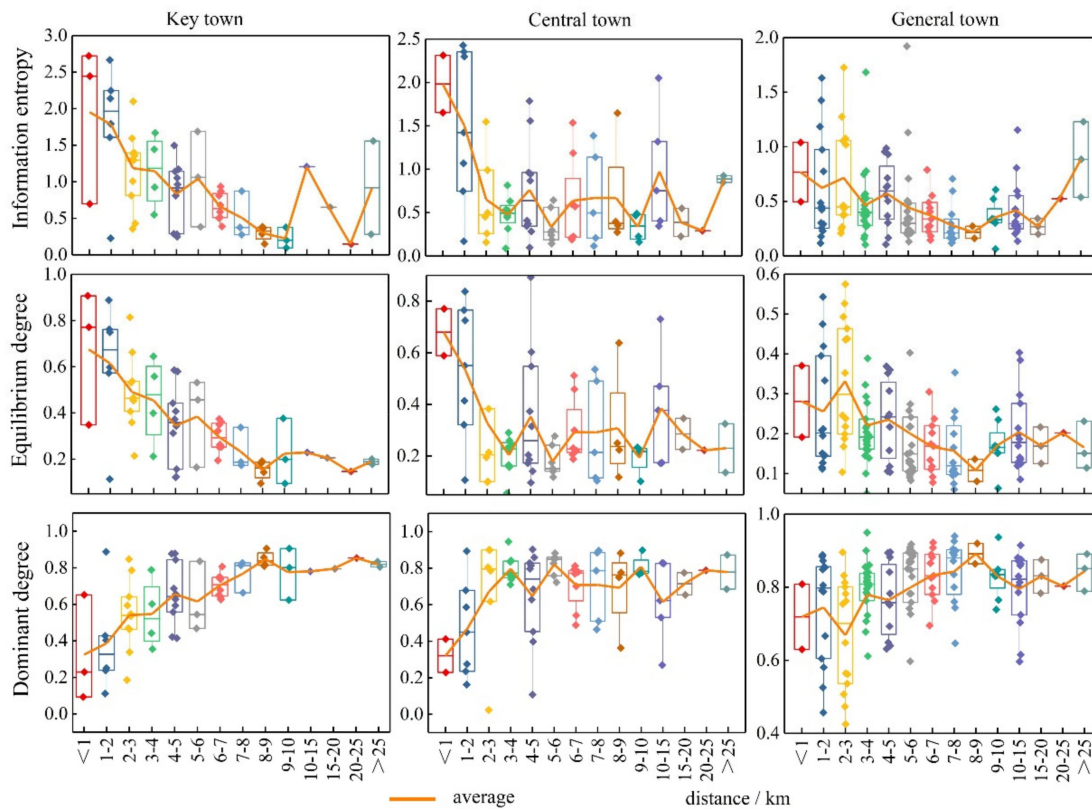 Key town Central town General town
Information entropy
3.0 2.5 2.0 1.5 1.0 0.5 0.0
2.5 2.0 1.5 1.0 0.5 0.0
2.0 1.5 1.0 0.5 0.0
Equilibrium degree
1.0 0.8 0.6 0.4 0.2
0.8 0.6 0.4 0.2
0.6 0.5 0.4 0.3 0.2 0.1
Dominant degree
1.0 0.8 0.6 0.4 0.2 0.0
1.0 0.8 0.6 0.4 0.2 0.0
1.0 0.9 0.8 0.7 0.6 0.4
<1 1-2 2-3 3-4 4-5 5-6 6-7 7-8 8-9 9-10 10-15 15-20 20-25 >25
<1 1-2 2-3 3-4 4-5 5-6 6-7 7-8 8-9 9-10 10-15 15-20 20-25 >25
<1 1-2 2-3 3-4 4-5 5-6 6-7 7-8 8-9 9-10 10-15 15-20 20-25 >25
average distance / km